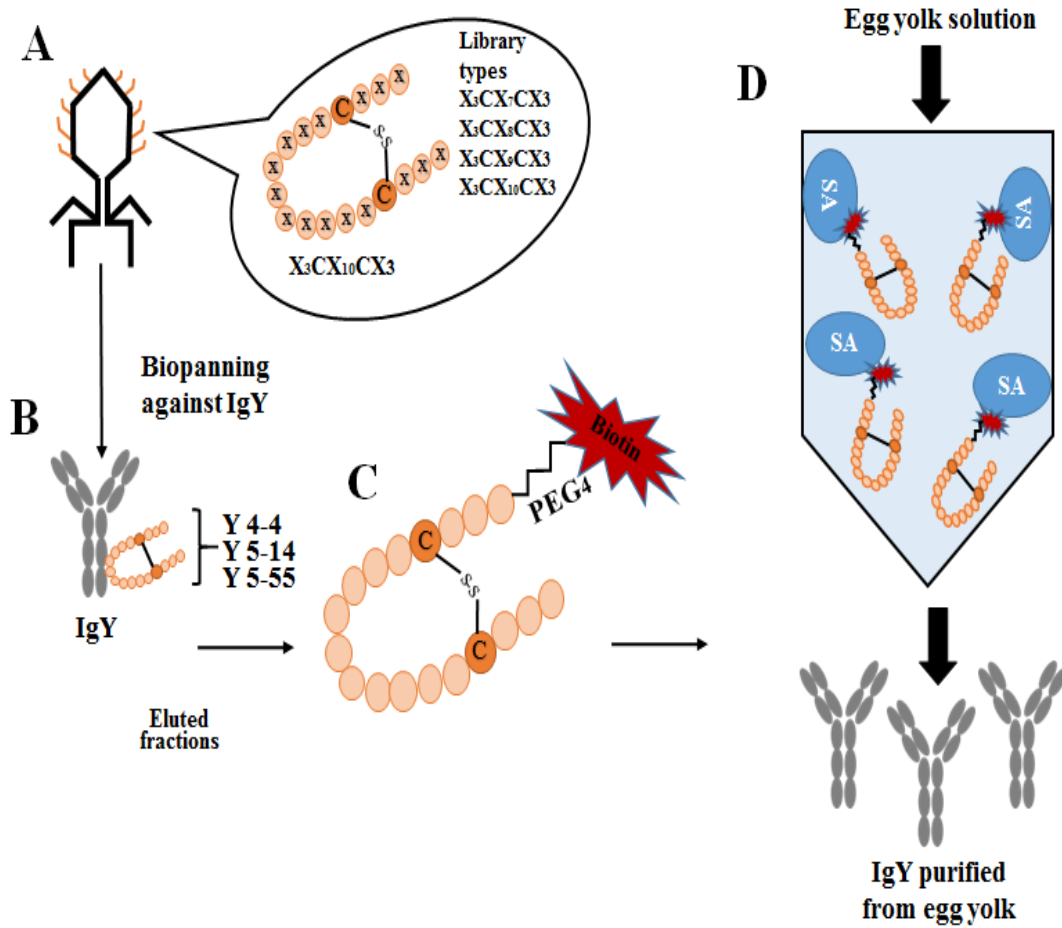 A
Library
types
X3CX7CX3
X3CX8CX3
X3CX9CX3
X3CX10CX3
X X X C X X X X X X X X X X C X X X
S S
X3CX10CX3
Biopanning
against IgY
B
Y 4-4
Y 5-14
Y 5-55
IgY
Eluted
fractions
C
Biotin
PEG4
C
S S
C
D
Egg yolk solution
SA
SA
SA
SA
IgY purified
from egg yolk